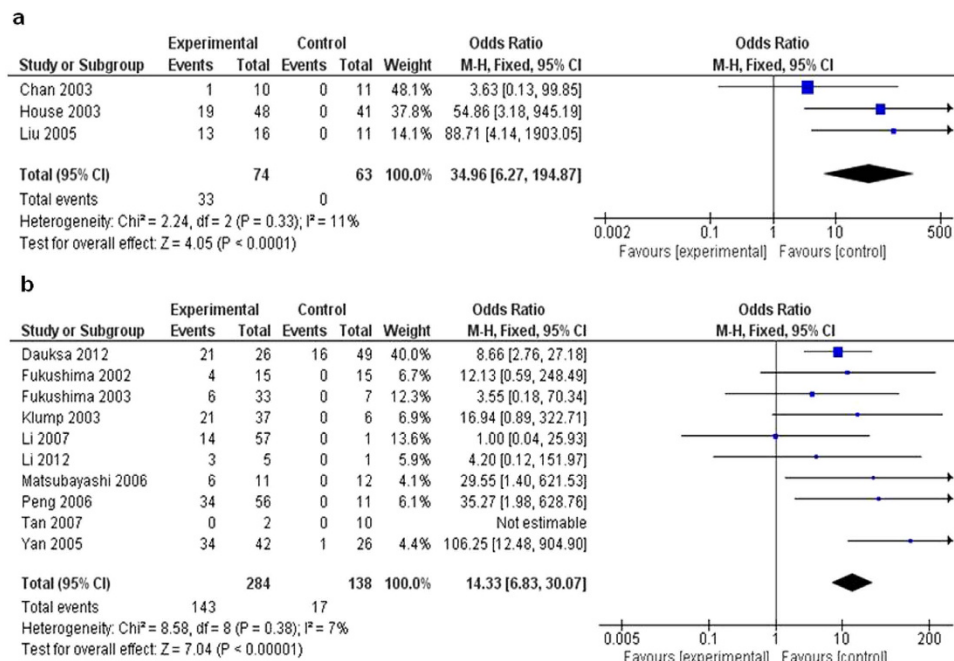 a
Experimental Control Odds Ratio Odds Ratio
Study or Subgroup Events Total Events Total Weight M-H, Fixed, 95% CI M-H, Fixed, 95% CI
Chan 2003 1 10 0 11 48.1% 3.63 [0.13, 99.85]
House 2003 19 48 0 41 37.8% 54.86 [3.18, 945.19]
Liu 2005 13 16 0 11 14.1% 88.71 [4.14, 1903.05]
Total (95% CI) 74 63 100.0% 34.96 [6.27, 194.87]
Total events 33 0
Heterogeneity: Chi² = 2.24, df = 2 (P = 0.33); I² = 11%
Test for overall effect: Z = 4.05 (P < 0.0001)
0.002 0.1 1 10 500
Favours [experimental] Favours [control]
b
Experimental Control Odds Ratio Odds Ratio
Study or Subgroup Events Total Events Total Weight M-H, Fixed, 95% CI M-H, Fixed, 95% CI
Dauksa 2012 21 26 16 49 40.0% 8.66 [2.76, 27.18]
Fukushima 2002 4 15 0 15 6.7% 12.13 [0.59, 248.49]
Fukushima 2003 6 33 0 7 12.3% 3.55 [0.18, 70.34]
Klump 2003 21 37 0 6 6.9% 16.94 [0.89, 322.71]
Li 2007 14 57 0 1 13.6% 1.00 [0.04, 25.93]
Li 2012 3 5 0 1 5.9% 4.20 [0.12, 151.97]
Matsubayashi 2006 6 11 0 12 4.1% 29.55 [1.40, 621.53]
Peng 2006 34 56 0 11 6.1% 35.27 [1.98, 628.76]
Tan 2007 0 2 0 10 Not estimable
Yan 2005 34 42 1 26 4.4% 106.25 [12.48, 904.90]
Total (95% CI) 284 138 100.0% 14.33 [6.83, 30.07]
Total events 143 17
Heterogeneity: Chi² = 8.58, df = 8 (P = 0.38); I² = 7%
Test for overall effect: Z = 7.04 (P < 0.00001)
0.005 0.1 1 10 200
Favours [experimental] Favours [control]